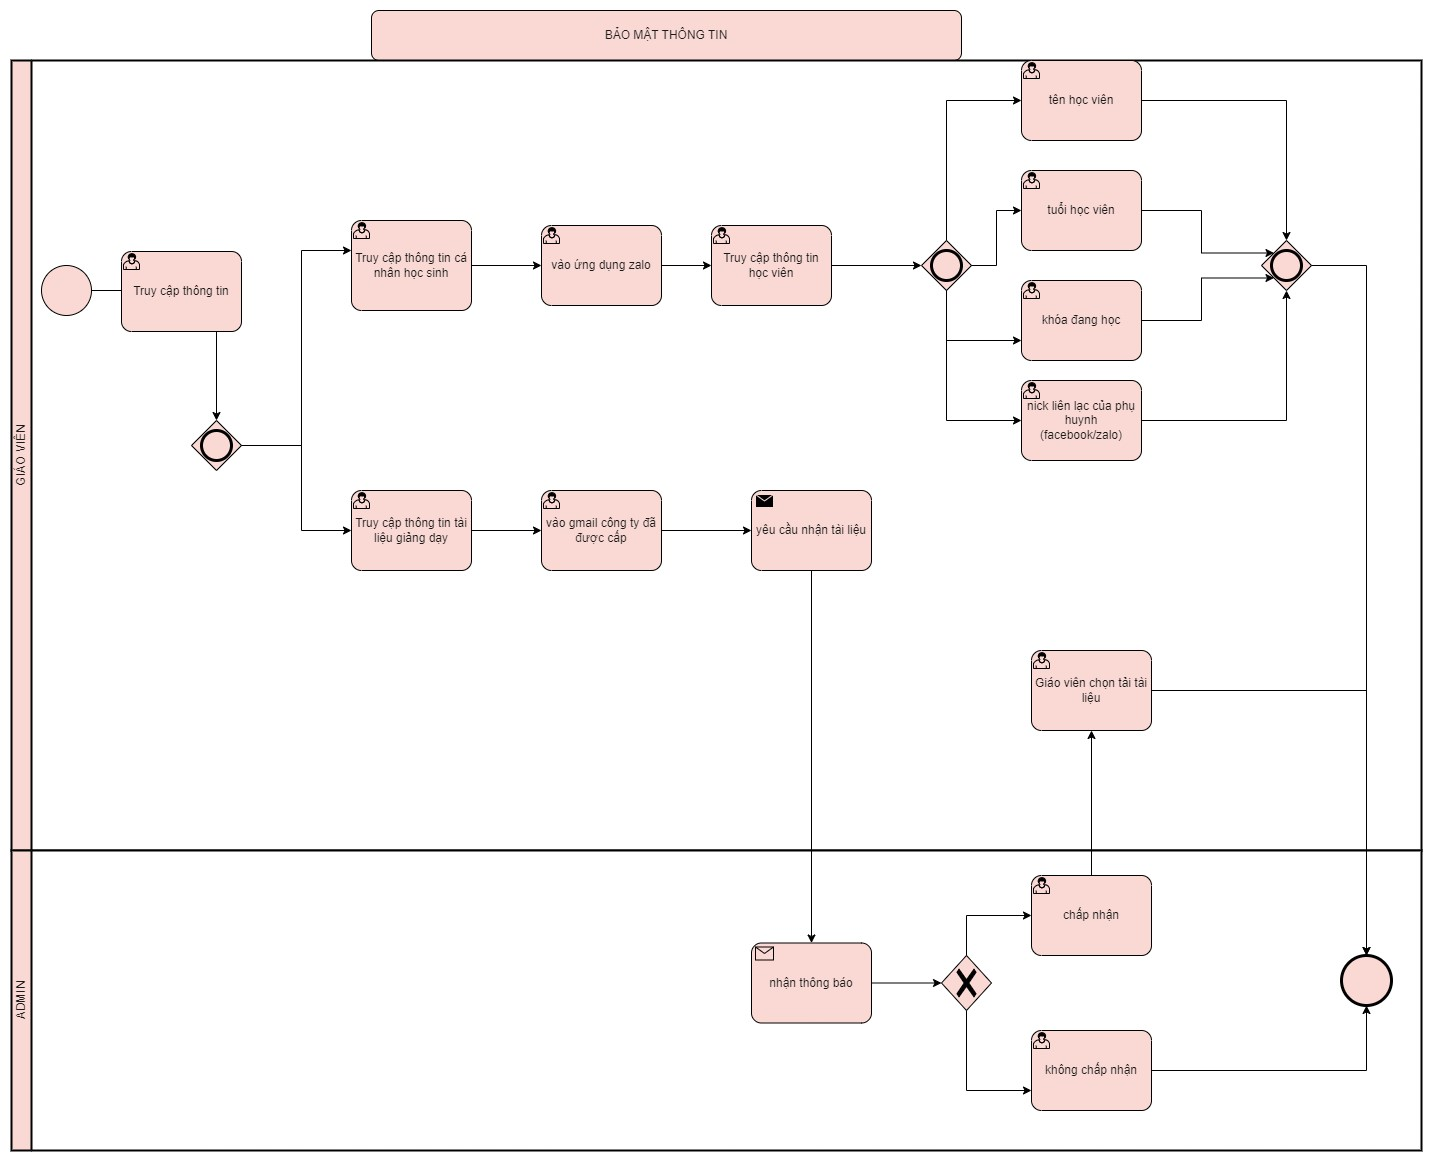 BẢO MẬT THÔNG TIN
GIÁO VIÊN
Truy cập thông tin
Truy cập thông tin cá
nhân học sinh
vào ứng dụng zalo
Truy cập thông tin
học viên
tên học viên
tuổi học viên
khóa đang học
nick liên lạc của phụ
huynh
(facebook/zalo)
Truy cập thông tin tài
liệu giảng dạy
vào gmail công ty đã
được cấp
yêu cầu nhận tài liệu
Giáo viên chọn tải tài
liệu
ADMIN
nhận thông báo
chấp nhận
không chấp nhận